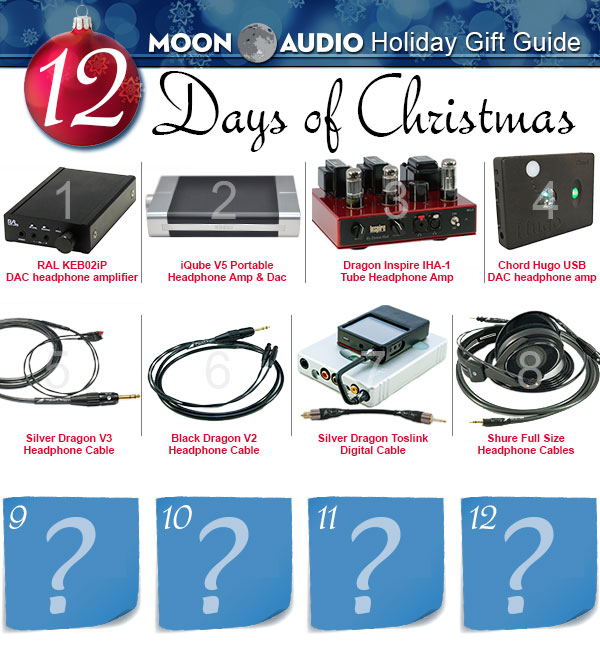 MOON AUDIO Holiday Gift Guide
12 Days of Christmas
1
2
3
4
RAL KEB02iP
DAC headphone amplifier
iQube V5 Portable
Headphone Amp & Dac
Dragon Inspire IHA-1
Tube Headphone Amp
Chord Hugo USB
DAC headphone amp
5
6
7
8
Silver Dragon V3
Headphone Cable
Black Dragon V2
Headphone Cable
Silver Dragon Toslink
Digital Cable
Shure Full Size
Headphone Cables
9
?
10
?
11
?
12
?